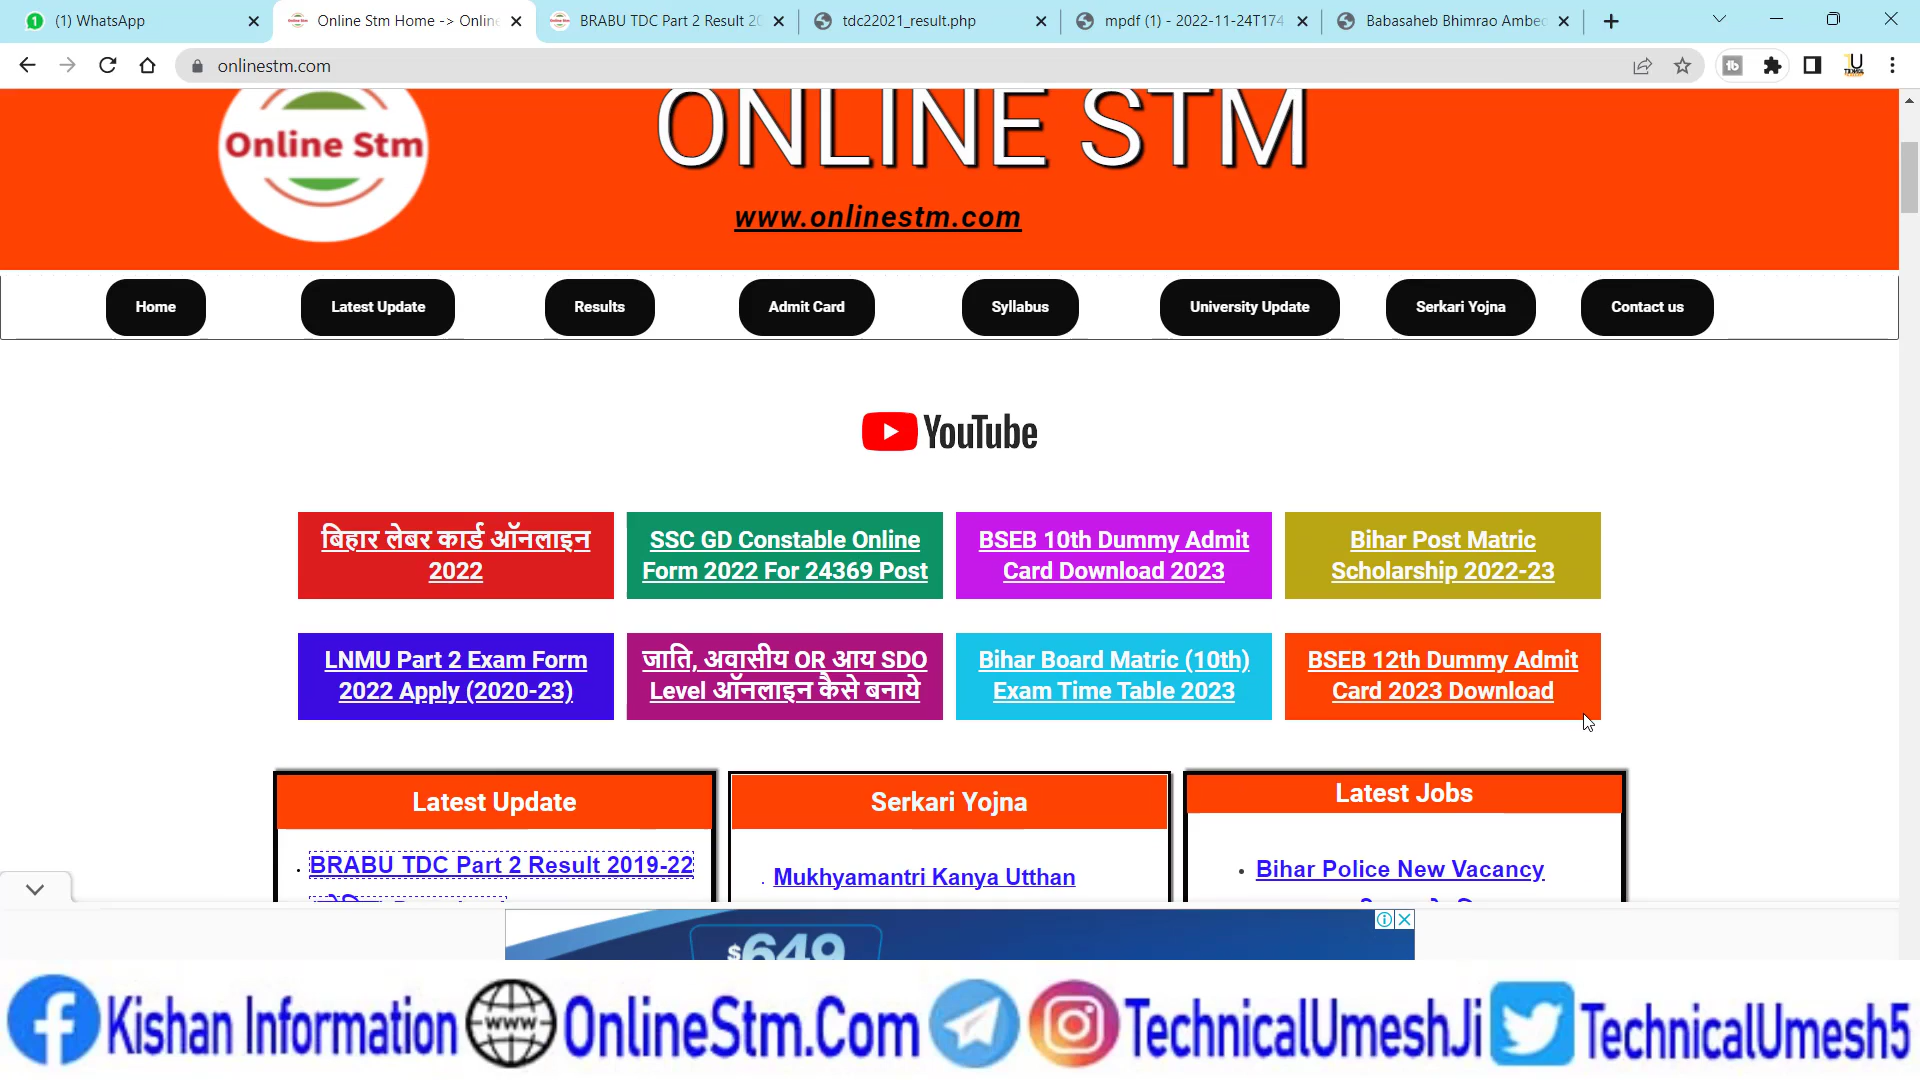 (1) WhatsApp
Online Stm Home -> Online
BRABU TDC Part 2 Result 20
tdc22021_result.php
mpdf (1) - 2022-11-24T174
Babasaheb Bhimrao Ambed
onlinestm.com
Online Stm
ONLINE STM
www.onlinestm.com
Home
Latest Update
Results
Admit Card
Syllabus
University Update
Serkari Yojna
Contact us
YouTube
बिहार लेबर कार्ड ऑनलाइन
2022
SSC GD Constable Online
Form 2022 For 24369 Post
BSEB 10th Dummy Admit
Card Download 2023
Bihar Post Matric
Scholarship 2022-23
LNMU Part 2 Exam Form
2022 Apply (2020-23)
जाति, अवासीय OR आय SDO
Level ऑनलाइन कैसे बनाये
Bihar Board Matric (10th)
Exam Time Table 2023
BSEB 12th Dummy Admit
Card 2023 Download
Latest Update
BRABU TDC Part 2 Result 2019-22
Serkari Yojna
Mukhyamantri Kanya Utthan
Latest Jobs
Bihar Police New Vacancy
$649
Kishan Information
www
OnlineStm.Com
TechnicalUmeshJi
TechnicalUmesh5